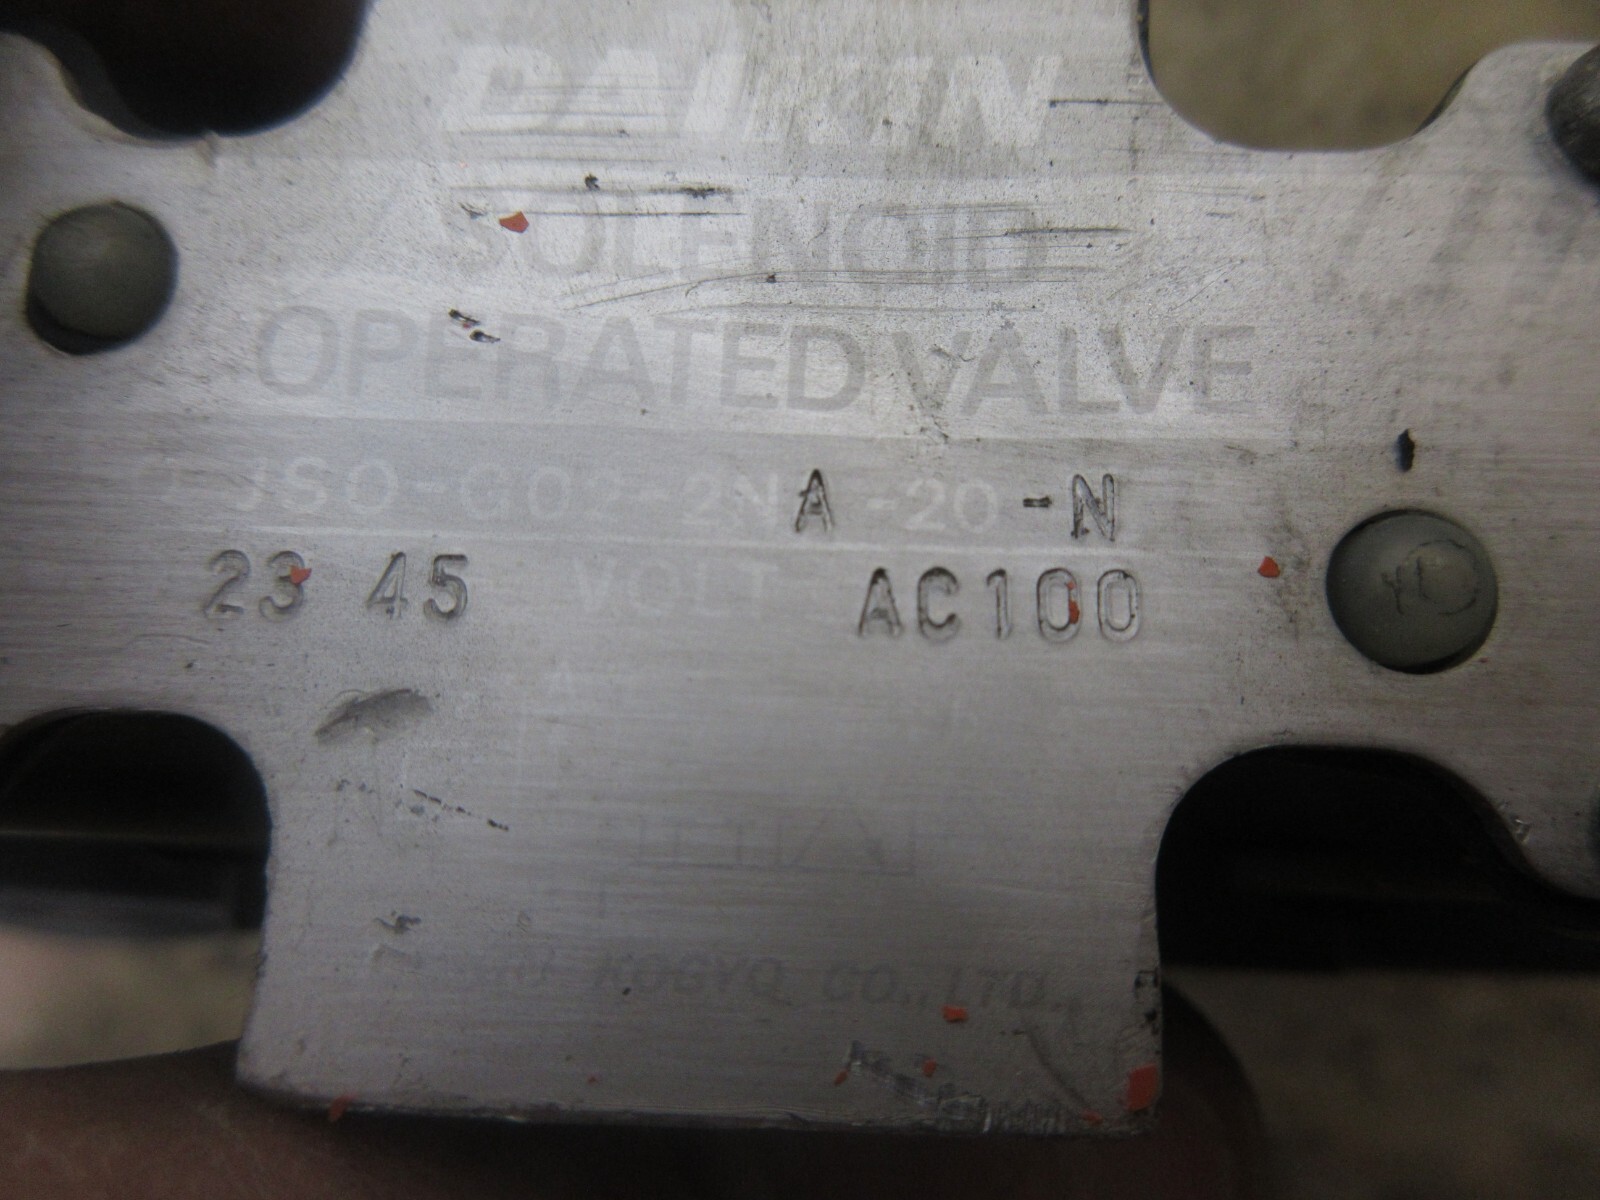 DAIKIN
SOLENOID
OPERATED VALVE
JSO-G02-2NA-20-N
23 45 VOLT AC100
KOGYO CO., LTD.